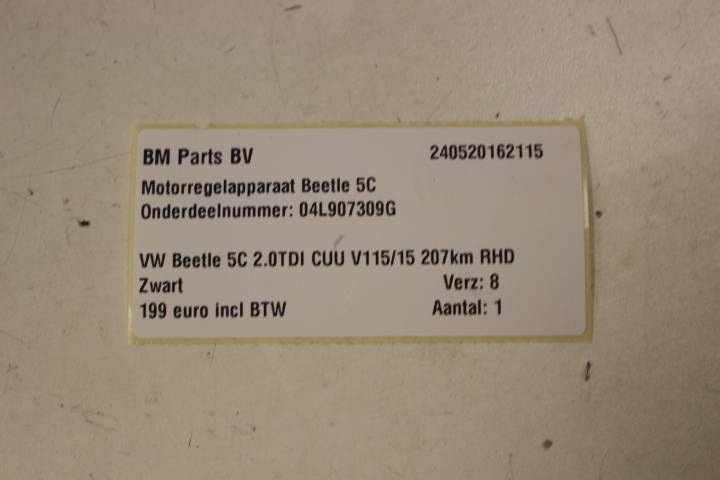 BM Parts BV 240520162115
Motorregelapparaat Beetle 5C
Onderdeelnummer: 04L907309G
VW Beetle 5C 2.0TDI CUU V115/15 207km RHD
Zwart Verz: 8
199 euro incl BTW Aantal: 1